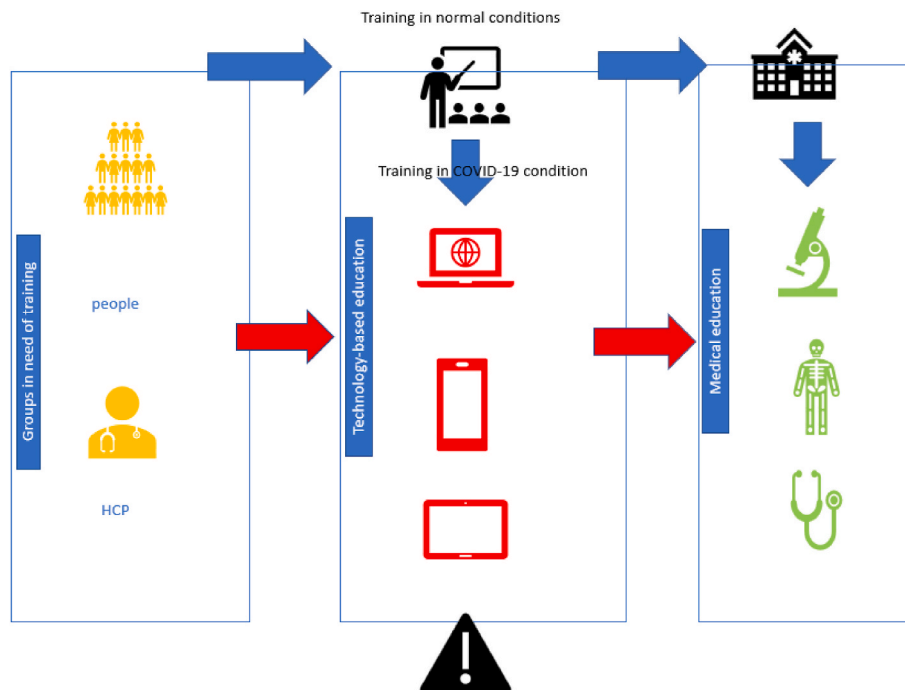 Training in normal conditions
Training in COVID-19 condition
Groups in need of training
people
HCP
Technology-based education
Medical education